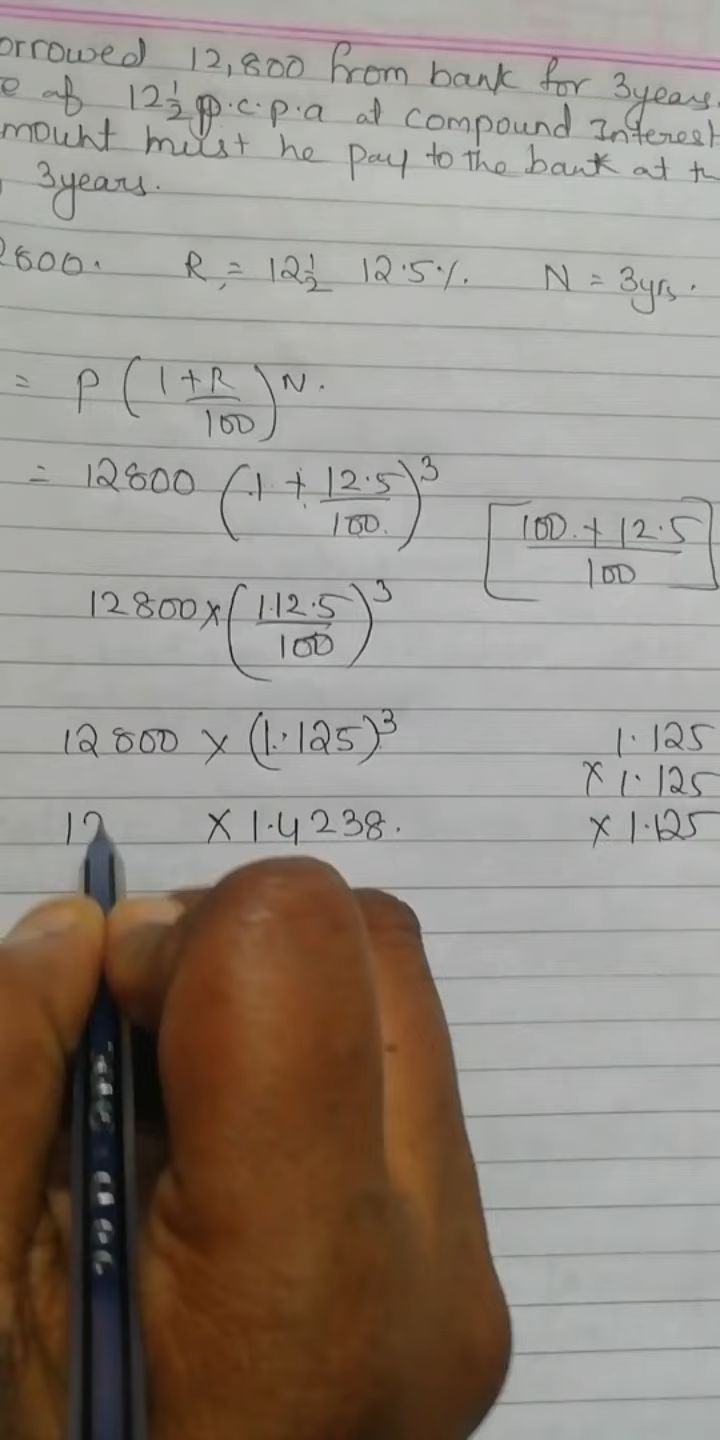 orrowed 12,800 from bank for 3years.
e of 12½ p.c.p.a at compound Interest
mount must he pay to the bank at th
3years.
2800. R = 12½ 12.5%. N = 3yrs.
= P (1+R/100)N.
= 12800 (1 + 12.5/100.)³
[100 + 12.5/100]
12800 × (112.5/100)³
12800 × (1.125)³ 1.125
× 1.125
12 × 1.4238. × 1.125